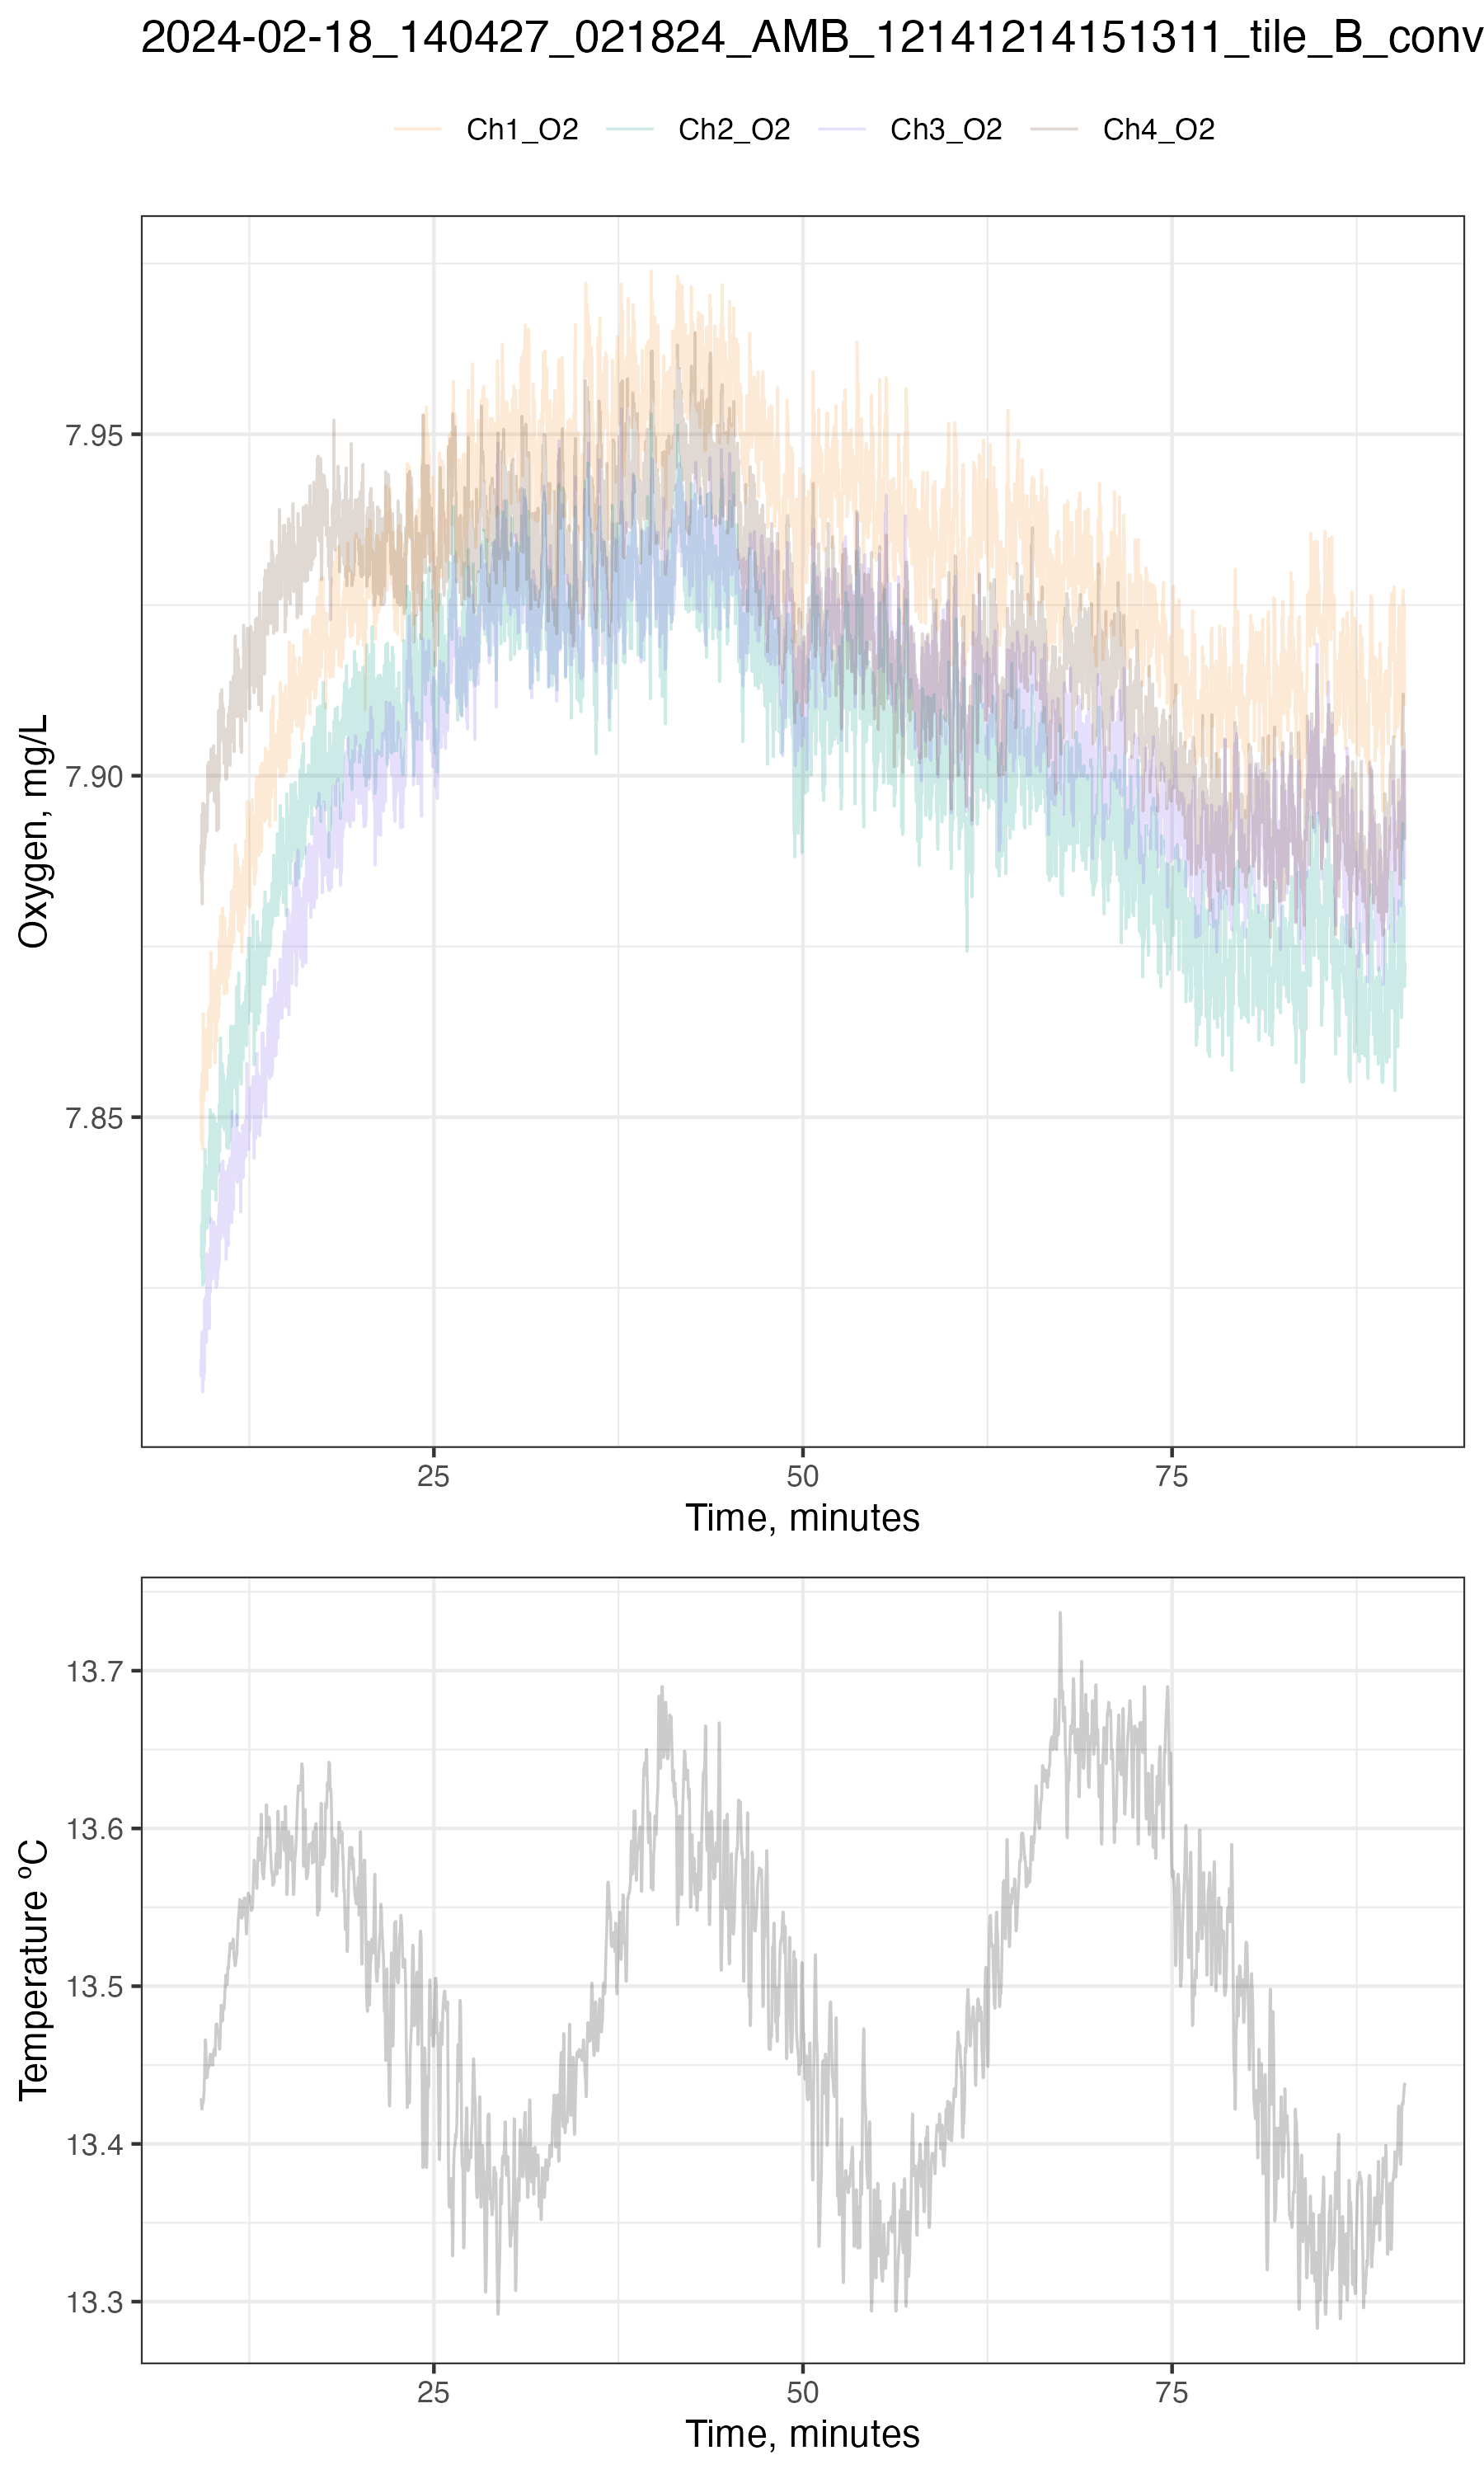 2024-02-18_140427_021824_AMB_12141214151311_tile_B_conv
Ch1_O2 Ch2_O2 Ch3_O2 Ch4_O2
Oxygen, mg/L
7.95
7.90
7.85
25 50 75
Time, minutes
Temperature ºC
13.7
13.6
13.5
13.4
13.3
25 50 75
Time, minutes